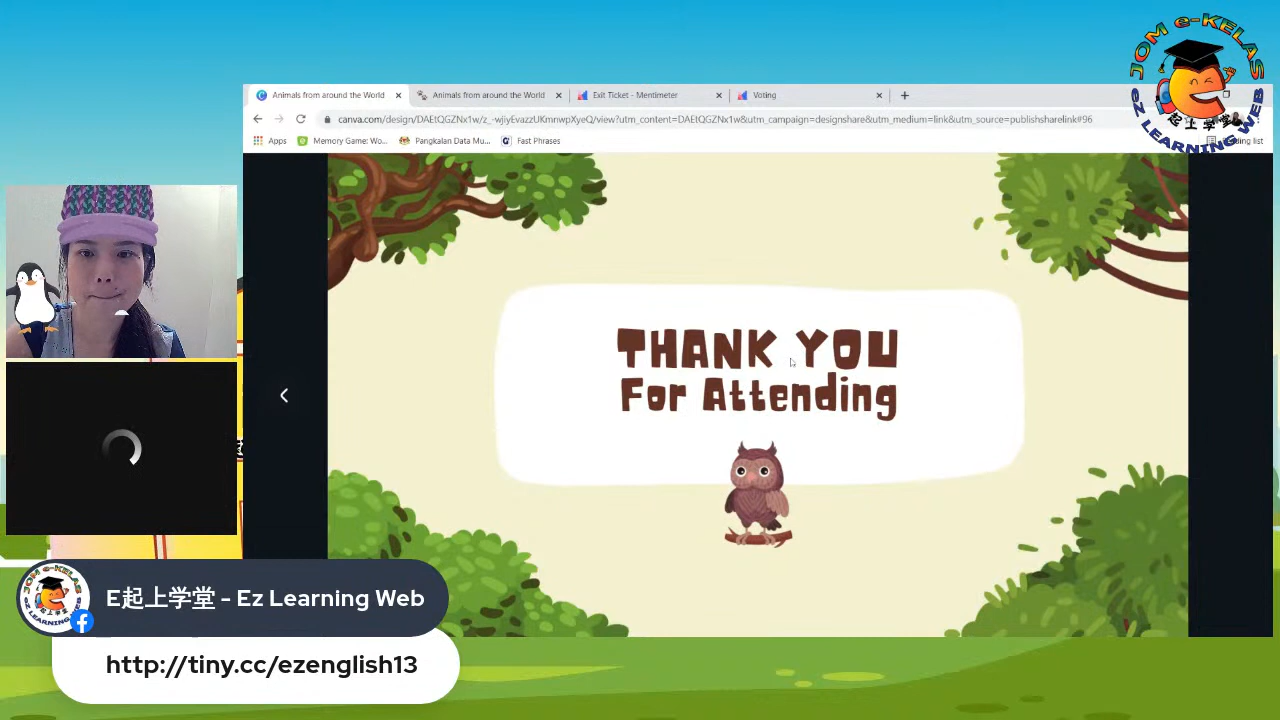 JOM e-KELAS
EZ LEARNING WEB
Animals from around the World
Animals from around the World
Exit Ticket - Mentimeter
Voting
canva.com/design/DAEtQGZNx1w/z_-wjiyEvazzUKmeiwpXyeQ/view?utm_content=DAEtQGZNx1w&utm_campaign=designshare&utm_medium=link&utm_source=publishsharelink#96
Apps
Memory Game: Wo...
Pangkalan Data Mu...
Fast Phrases
THANK YOU
For Attending
E起上学堂 - Ez Learning Web
http://tiny.cc/ezenglish13